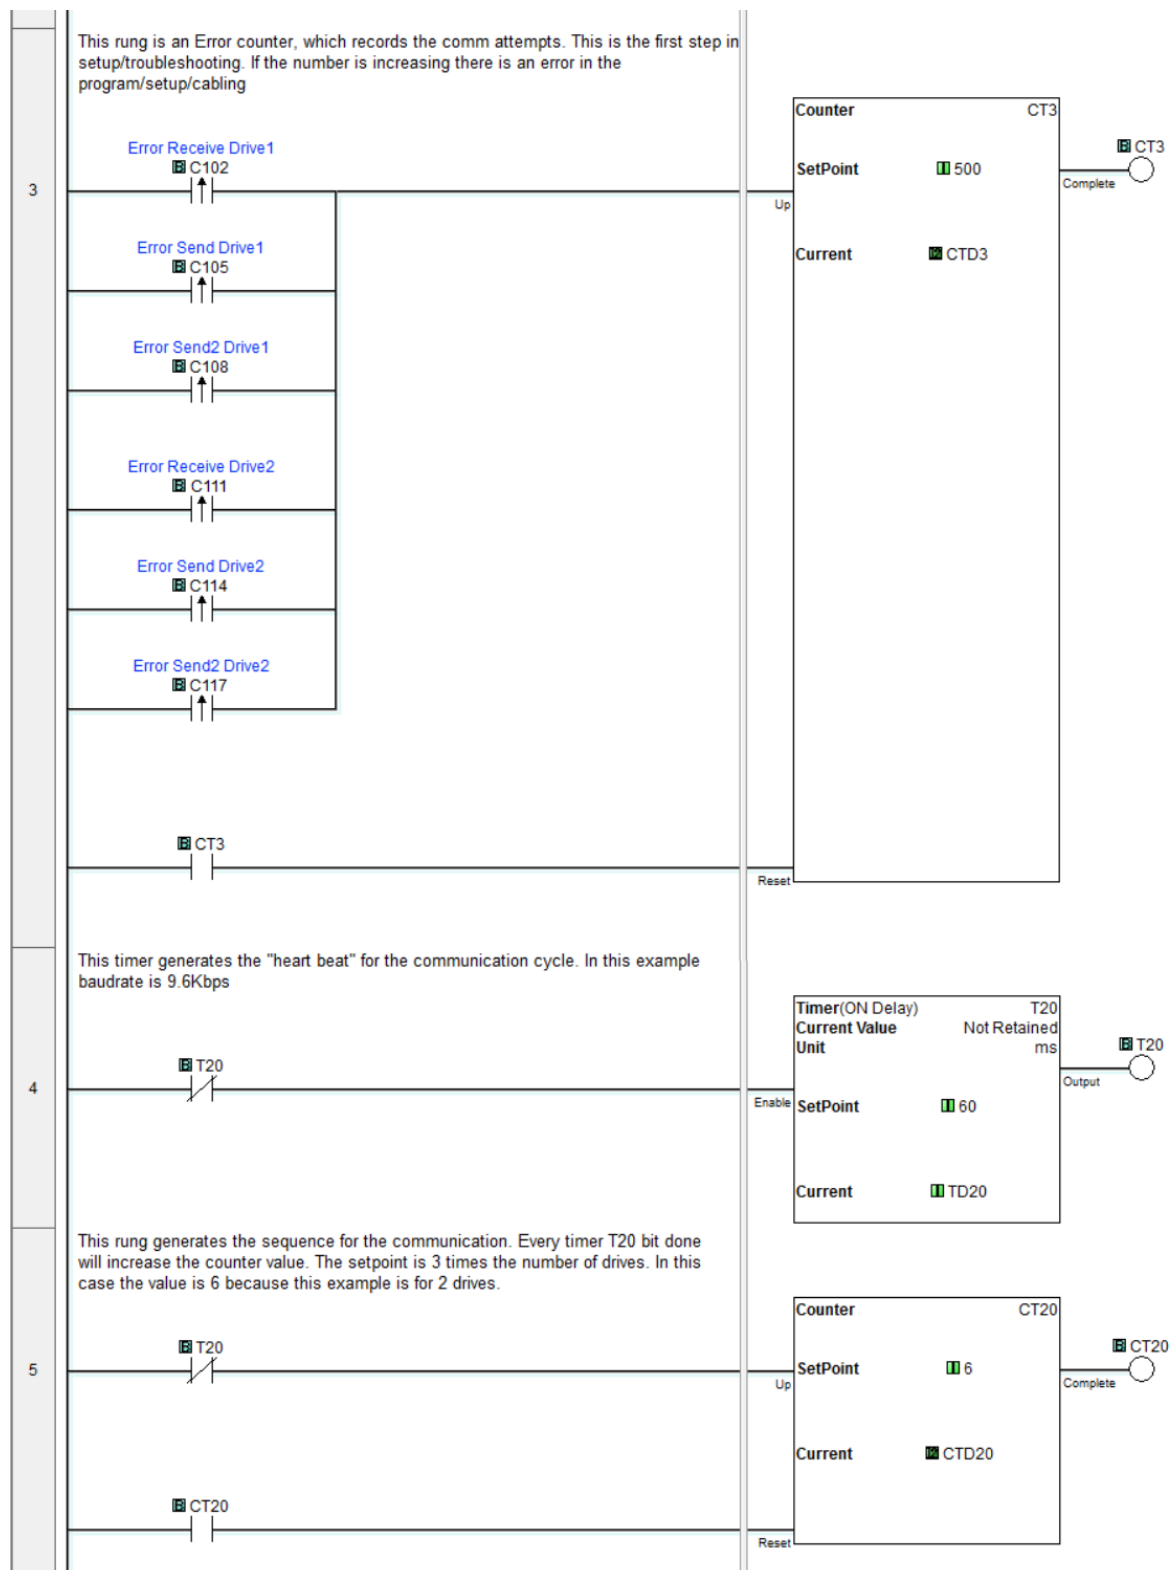 This rung is an Error counter, which records the comm attempts. This is the first step in
setup/troubleshooting. If the number is increasing there is an error in the
program/setup/cabling
Counter CT3
Error Receive Drive1
C102
CT3
3
SetPoint 500
Complete
Up
Error Send Drive1
C105
Current CTD3
Error Send2 Drive1
C108
Error Receive Drive2
C111
Error Send Drive2
C114
Error Send2 Drive2
C117
CT3
Reset
This timer generates the "heart beat" for the communication cycle. In this example
baudrate is 9.6Kbps
Timer(ON Delay) T20
Current Value Not Retained
Unit ms
T20
T20
Output
4
Enable
SetPoint 60
Current TD20
This rung generates the sequence for the communication. Every timer T20 bit done
will increase the counter value. The setpoint is 3 times the number of drives. In this
case the value is 6 because this example is for 2 drives.
Counter CT20
T20
CT20
5
SetPoint 6
Up
Complete
Current CTD20
CT20
Reset